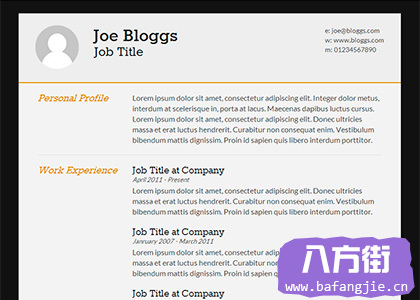 Joe Bloggs
Job Title
e: joe@bloggs.com
w: www.bloggs.com
m: 01234567890
Personal Profile
Lorem ipsum dolor sit amet, consectetur adipiscing elit. Integer dolor metus,
interdum at scelerisque in, porta at lacus. Maecenas dapibus luctus cursus.
Lorem ipsum dolor sit amet, consectetur adipiscing elit. Donec at ultricies
massa et erat luctus hendrerit. Curabitur non consequat enim. Vestibulum
bibendum mattis dignissim. Proin id sapien quis libero interdum porttitor.
Work Experience
Job Title at Company
April 2011 - Present
Lorem ipsum dolor sit amet, consectetur adipiscing elit. Donec at ultricies
massa et erat luctus hendrerit. Curabitur non consequat enim. Vestibulum
bibendum mattis dignissim. Proin id sapien quis libero interdum porttitor.
Job Title at Company
Janruary 2007 - March 2011
Lorem ipsum dolor sit amet, consectetur adipiscing elit. Donec at ultricies
massa et erat luctus hendrerit. Curabitur non consequat
bibendum mattis dignissim. Proin id sapien quis
Job Title at Company
八方街
www.bafangjie.cn